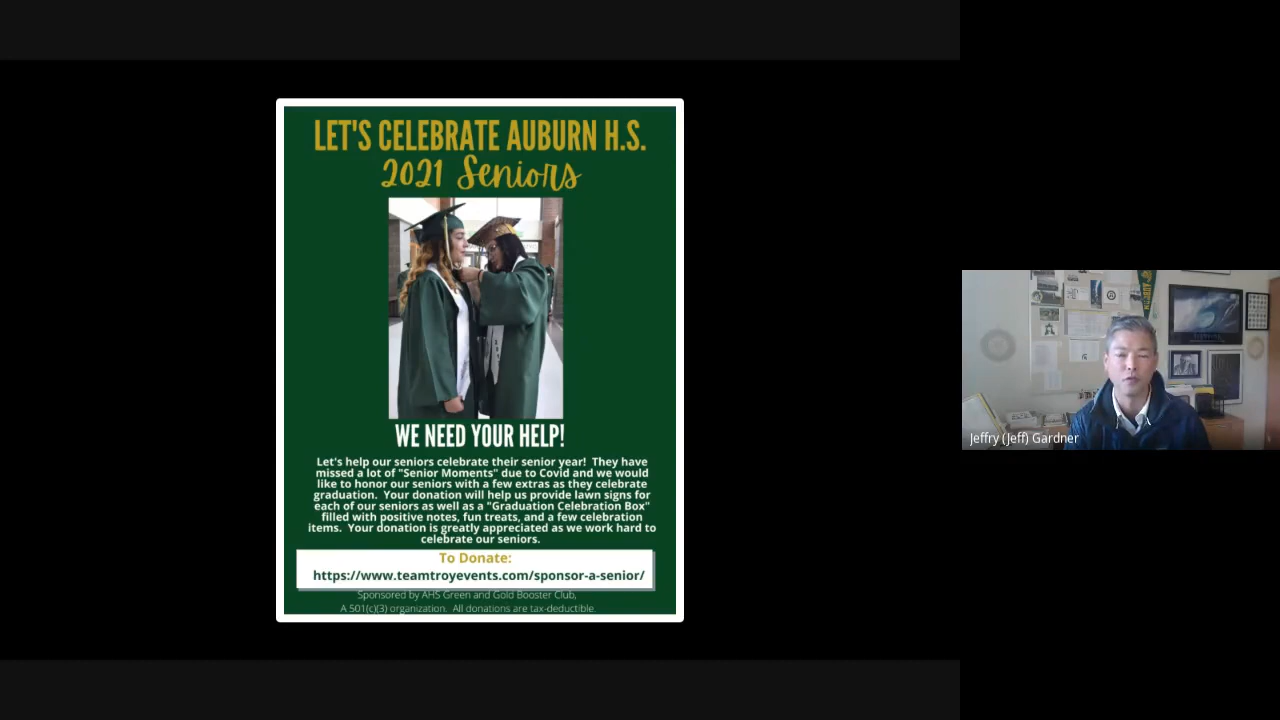 LET'S CELEBRATE AUBURN H.S.
2021 Seniors
WE NEED YOUR HELP!
Let's help our seniors celebrate their senior year! They have
missed a lot of "Senior Moments" due to Covid and we would
like to honor our seniors with a few extras as they celebrate
graduation. Your donation will help us provide lawn signs for
each of our seniors as well as a "Graduation Celebration Box"
filled with positive notes, fun treats, and a few celebration
items. Your donation is greatly appreciated as we work hard to
celebrate our seniors.
To Donate:
https://www.teamtroyevents.com/sponsor-a-senior/
Sponsored by AHS Green and Gold Booster Club,
A 501(c)(3) organization. All donations are tax-deductible.
AUBURN
Jeffry (Jeff) Gardner